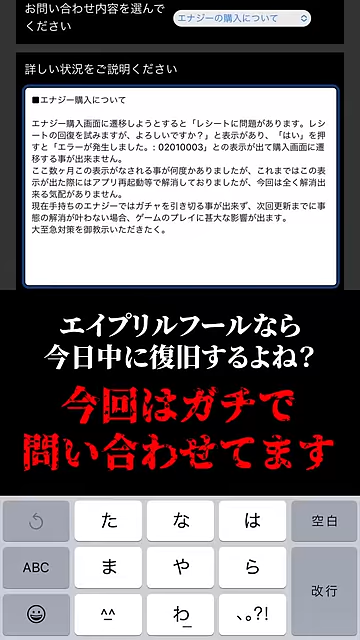 お問い合わせ内容を選んで
ください
エナジーの購入について
詳しい状況をご説明ください
■エナジー購入について
エナジー購入画面に遷移しようとすると「レシートに問題があります。レシ
ートの回復を試みますが、よろしいですか？」と表示があり、「はい」を押
すと「エラーが発生しました。: 02010003」との表示が出て購入画面に遷
移する事が出来ません。
ここ数ヶ月この表示がなされる事が何度かありましたが、これまではこの表
示が出た際にはアプリ再起動等で解消しておりましたが、今回は全く解消出
来る気配がありません。
現在手持ちのエナジーではガチャを引き切る事が出来ず、次回更新までに事
態の解消が叶わない場合、ゲームのプレイに甚大な影響が出ます。
大至急対策を御教示いただきたく。
エイプリルフールなら
今日中に復旧するよね?
今回はガチで
問い合わせてます
た な は 空白
ABC ま や ら
改行
^^ わ_ 、。?!